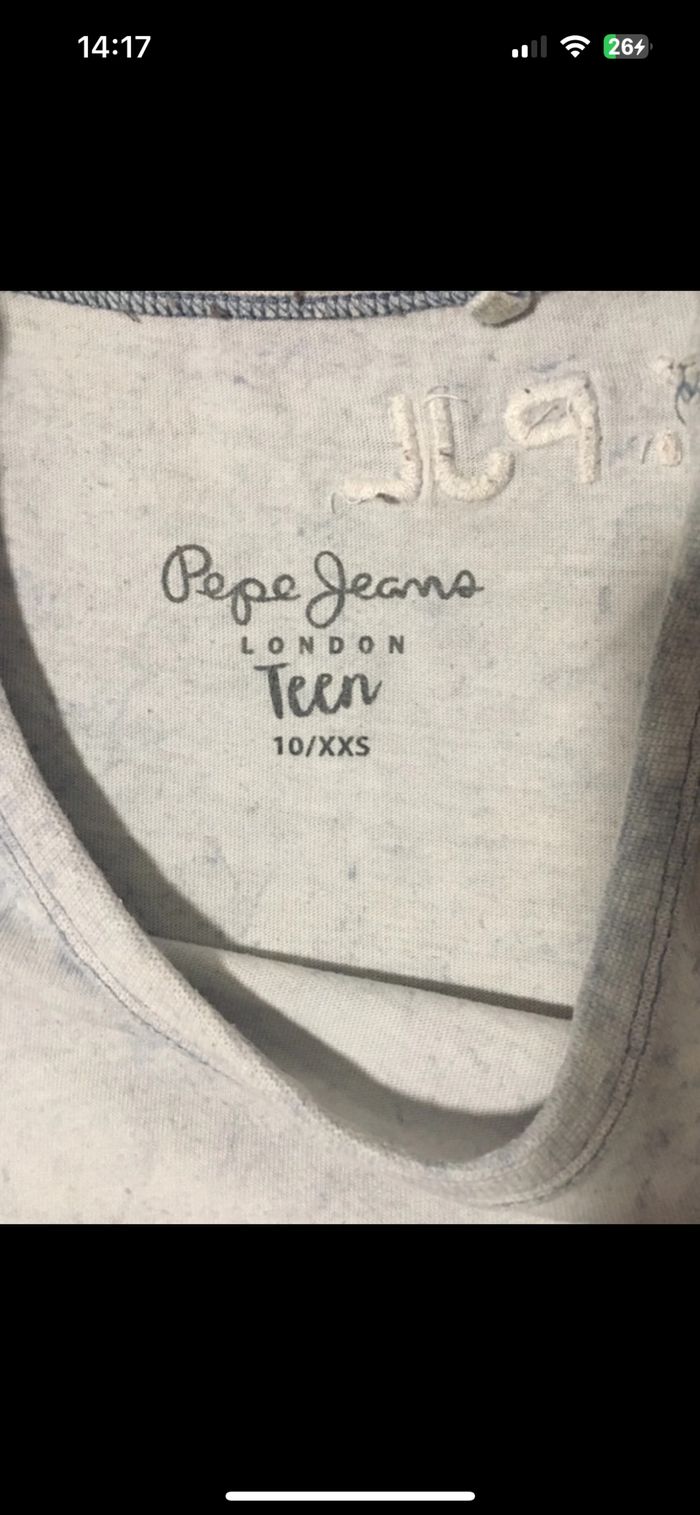 14:17
26
Pepe Jeans
LONDON
Teen
10/XXS